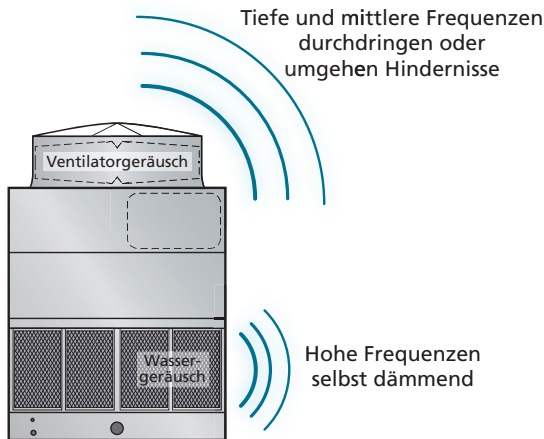 Tiefe und mittlere Frequenzen
durchdringen oder
umgehen Hindernisse
Ventilatorgeräusch
Wasser-
geräusch
Hohe Frequenzen
selbst dämmend